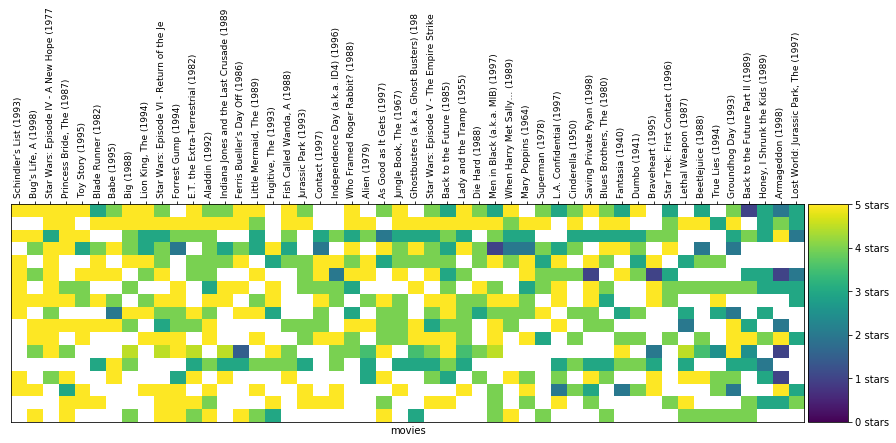 Schindler's List (1993)
Bug's Life, A (1998)
Star Wars: Episode IV - A New Hope (1977
Princess Bride, The (1987)
Toy Story (1995)
Blade Runner (1982)
Babe (1995)
Big (1988)
Lion King, The (1994)
Star Wars: Episode VI - Return of the Je
Forrest Gump (1994)
E.T. the Extra-Terrestrial (1982)
Aladdin (1992)
Indiana Jones and the Last Crusade (1989
Ferris Bueller's Day Off (1986)
Little Mermaid, The (1989)
Fugitive, The (1993)
Fish Called Wanda, A (1988)
Jurassic Park (1993)
Contact (1997)
Independence Day (a.k.a. ID4) (1996)
Who Framed Roger Rabbit? (1988)
Alien (1979)
As Good as It Gets (1997)
Jungle Book, The (1967)
Ghostbusters (a.k.a. Ghost Busters) (198
Star Wars: Episode V - The Empire Strike
Back to the Future (1985)
Lady and the Tramp (1955)
Die Hard (1988)
Men in Black (a.k.a. MIB) (1997)
When Harry Met Sally... (1989)
Mary Poppins (1964)
Superman (1978)
L.A. Confidential (1997)
Cinderella (1950)
Saving Private Ryan (1998)
Blues Brothers, The (1980)
Fantasia (1940)
Dumbo (1941)
Braveheart (1995)
Star Trek: First Contact (1996)
Lethal Weapon (1987)
Beetlejuice (1988)
True Lies (1994)
Groundhog Day (1993)
Back to the Future Part II (1989)
Honey, I Shrunk the Kids (1989)
Armageddon (1998)
Lost World: Jurassic Park, The (1997)
5 stars
4 stars
3 stars
2 stars
1 stars
0 stars
movies